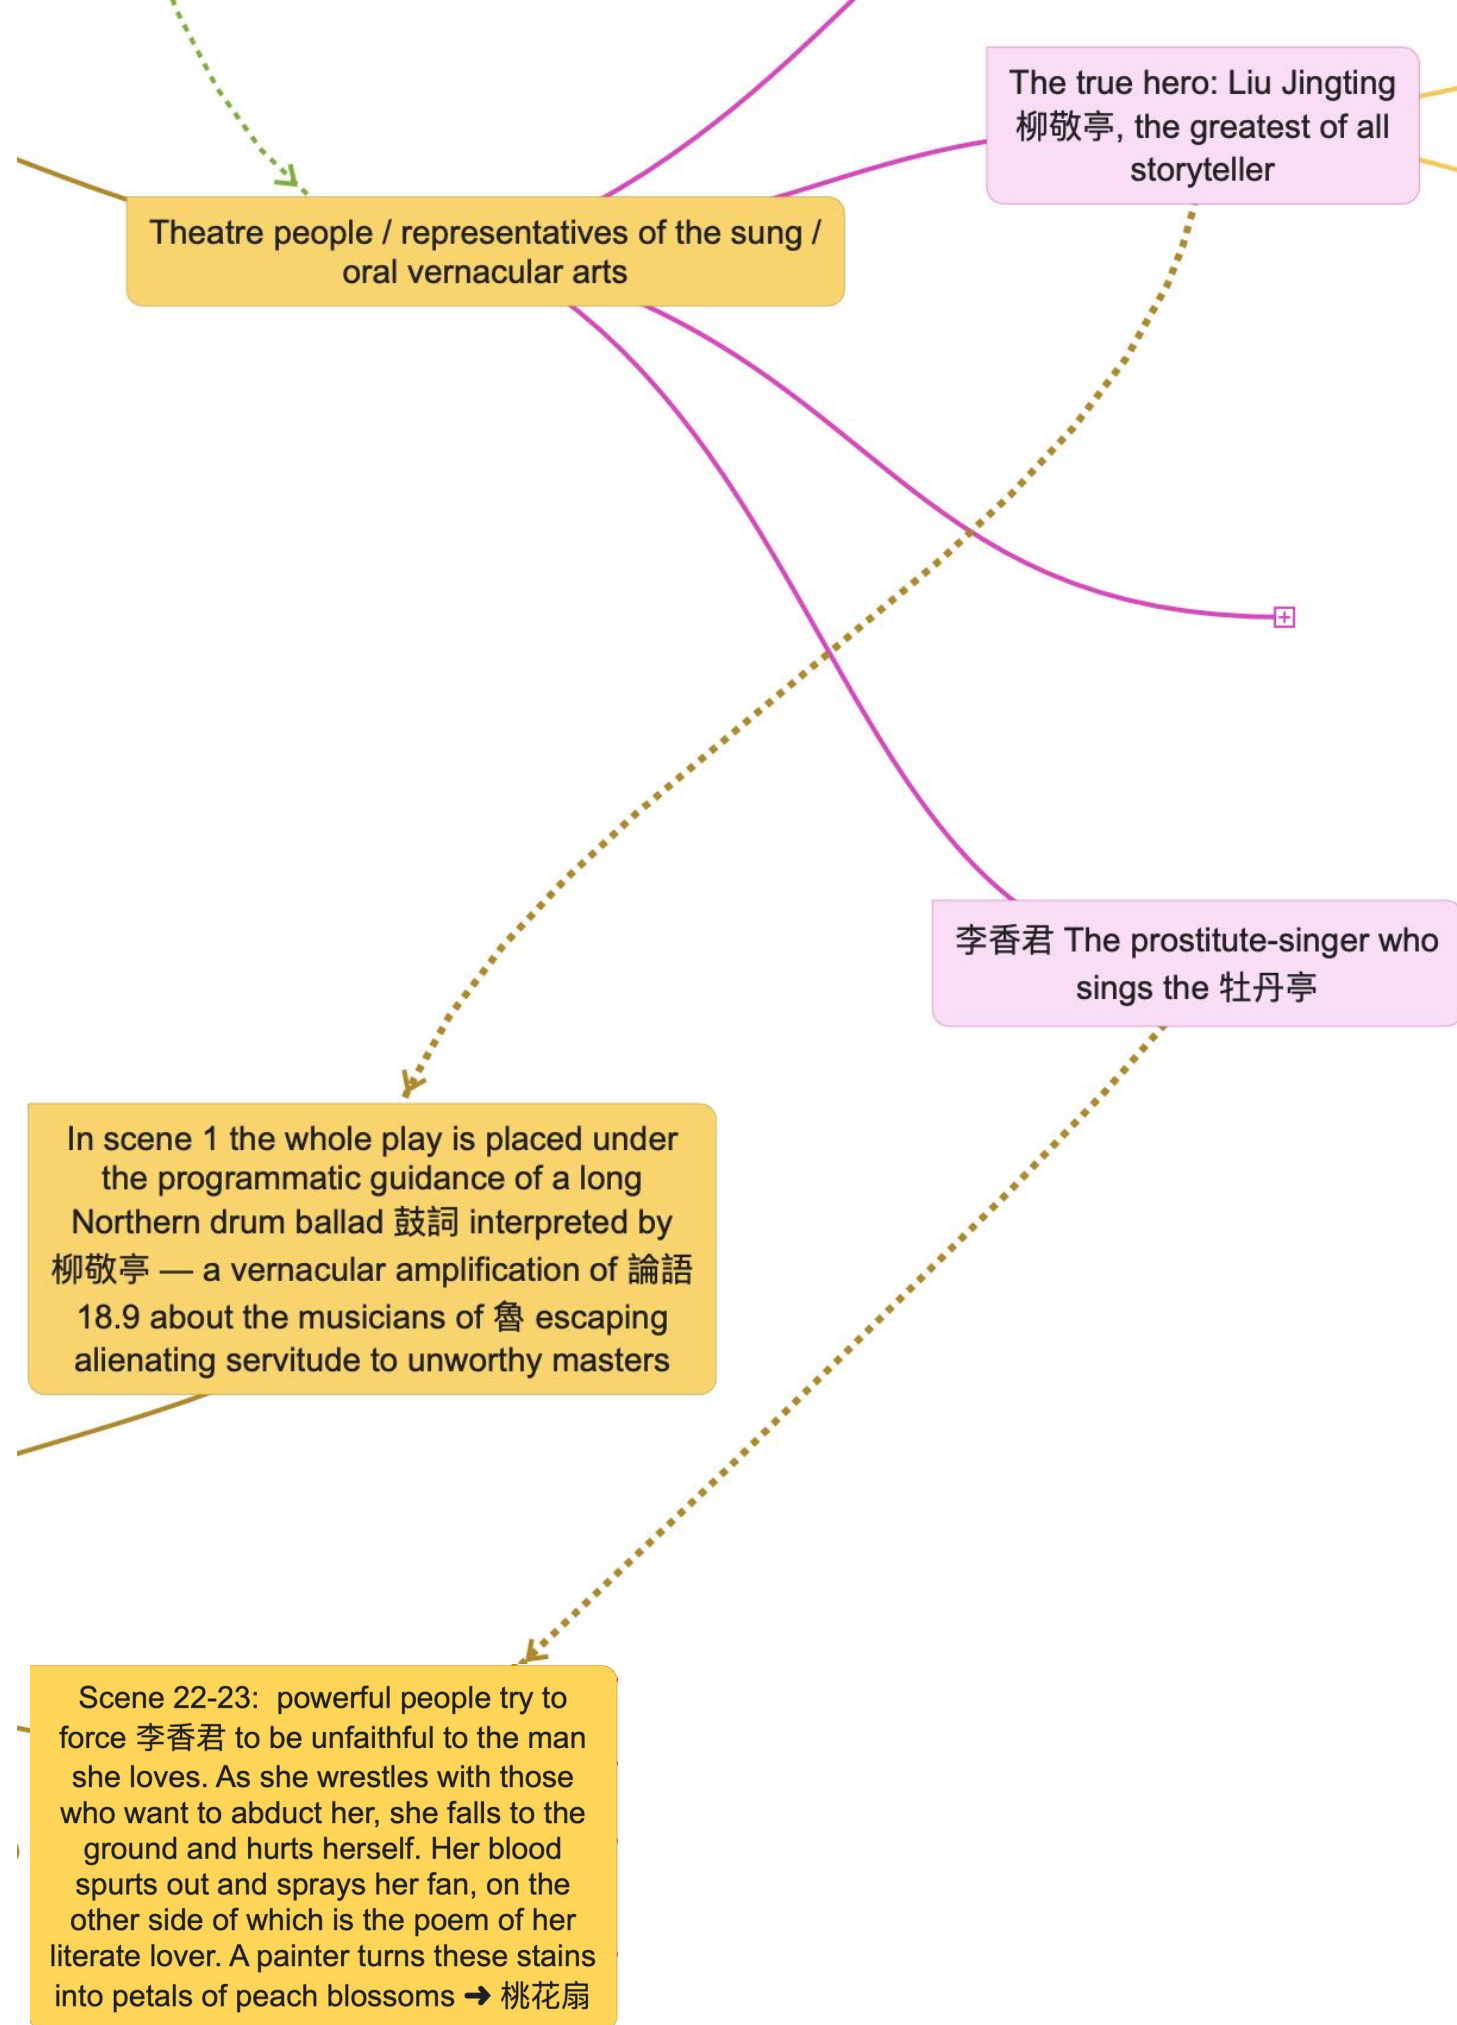 The true hero: Liu Jingting
柳敬亭, the greatest of all
storyteller
Theatre people / representatives of the sung /
oral vernacular arts
李香君 The prostitute-singer who
sings the 牡丹亭
In scene 1 the whole play is placed under
the programmatic guidance of a long
Northern drum ballad 鼓詞 interpreted by
柳敬亭 — a vernacular amplification of 論語
18.9 about the musicians of 魯 escaping
alienating servitude to unworthy masters
Scene 22-23:  powerful people try to
force 李香君 to be unfaithful to the man
she loves. As she wrestles with those
who want to abduct her, she falls to the
ground and hurts herself. Her blood
spurts out and sprays her fan, on the
other side of which is the poem of her
literate lover. A painter turns these stains
into petals of peach blossoms ➜ 桃花扇